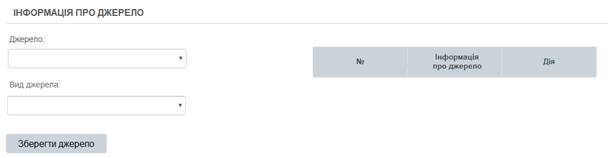 ІНФОРМАЦІЯ ПРО ДЖЕРЕЛО
Джерело:
№
Інформація
про джерело
Дія
Вид джерела:
Зберегти джерело